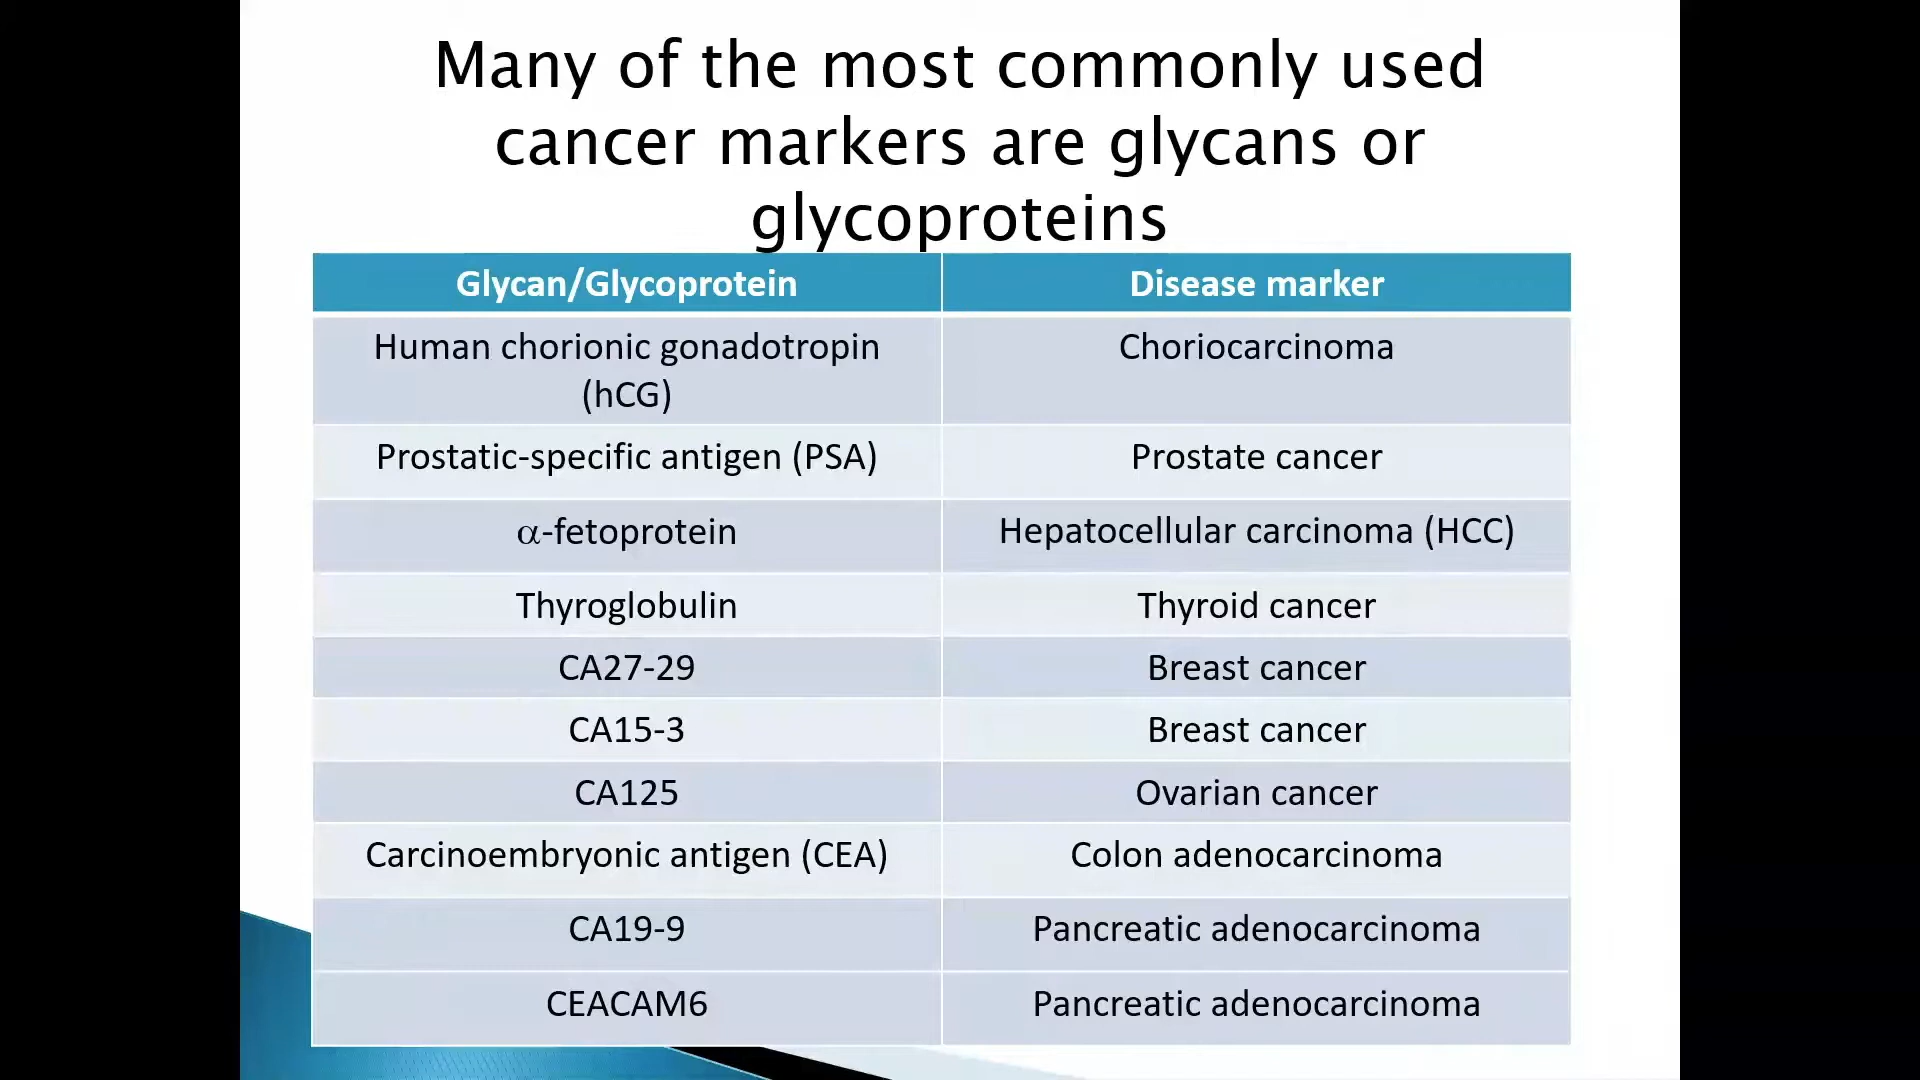 Many of the most commonly used
cancer markers are glycans or
glycoproteins
Glycan/Glycoprotein Disease marker
Human chorionic gonadotropin Choriocarcinoma
(hCG)
Prostatic-specific antigen (PSA) Prostate cancer
α-fetoprotein Hepatocellular carcinoma (HCC)
Thyroglobulin Thyroid cancer
CA27-29 Breast cancer
CA15-3 Breast cancer
CA125 Ovarian cancer
Carcinoembryonic antigen (CEA) Colon adenocarcinoma
CA19-9 Pancreatic adenocarcinoma
CEACAM6 Pancreatic adenocarcinoma